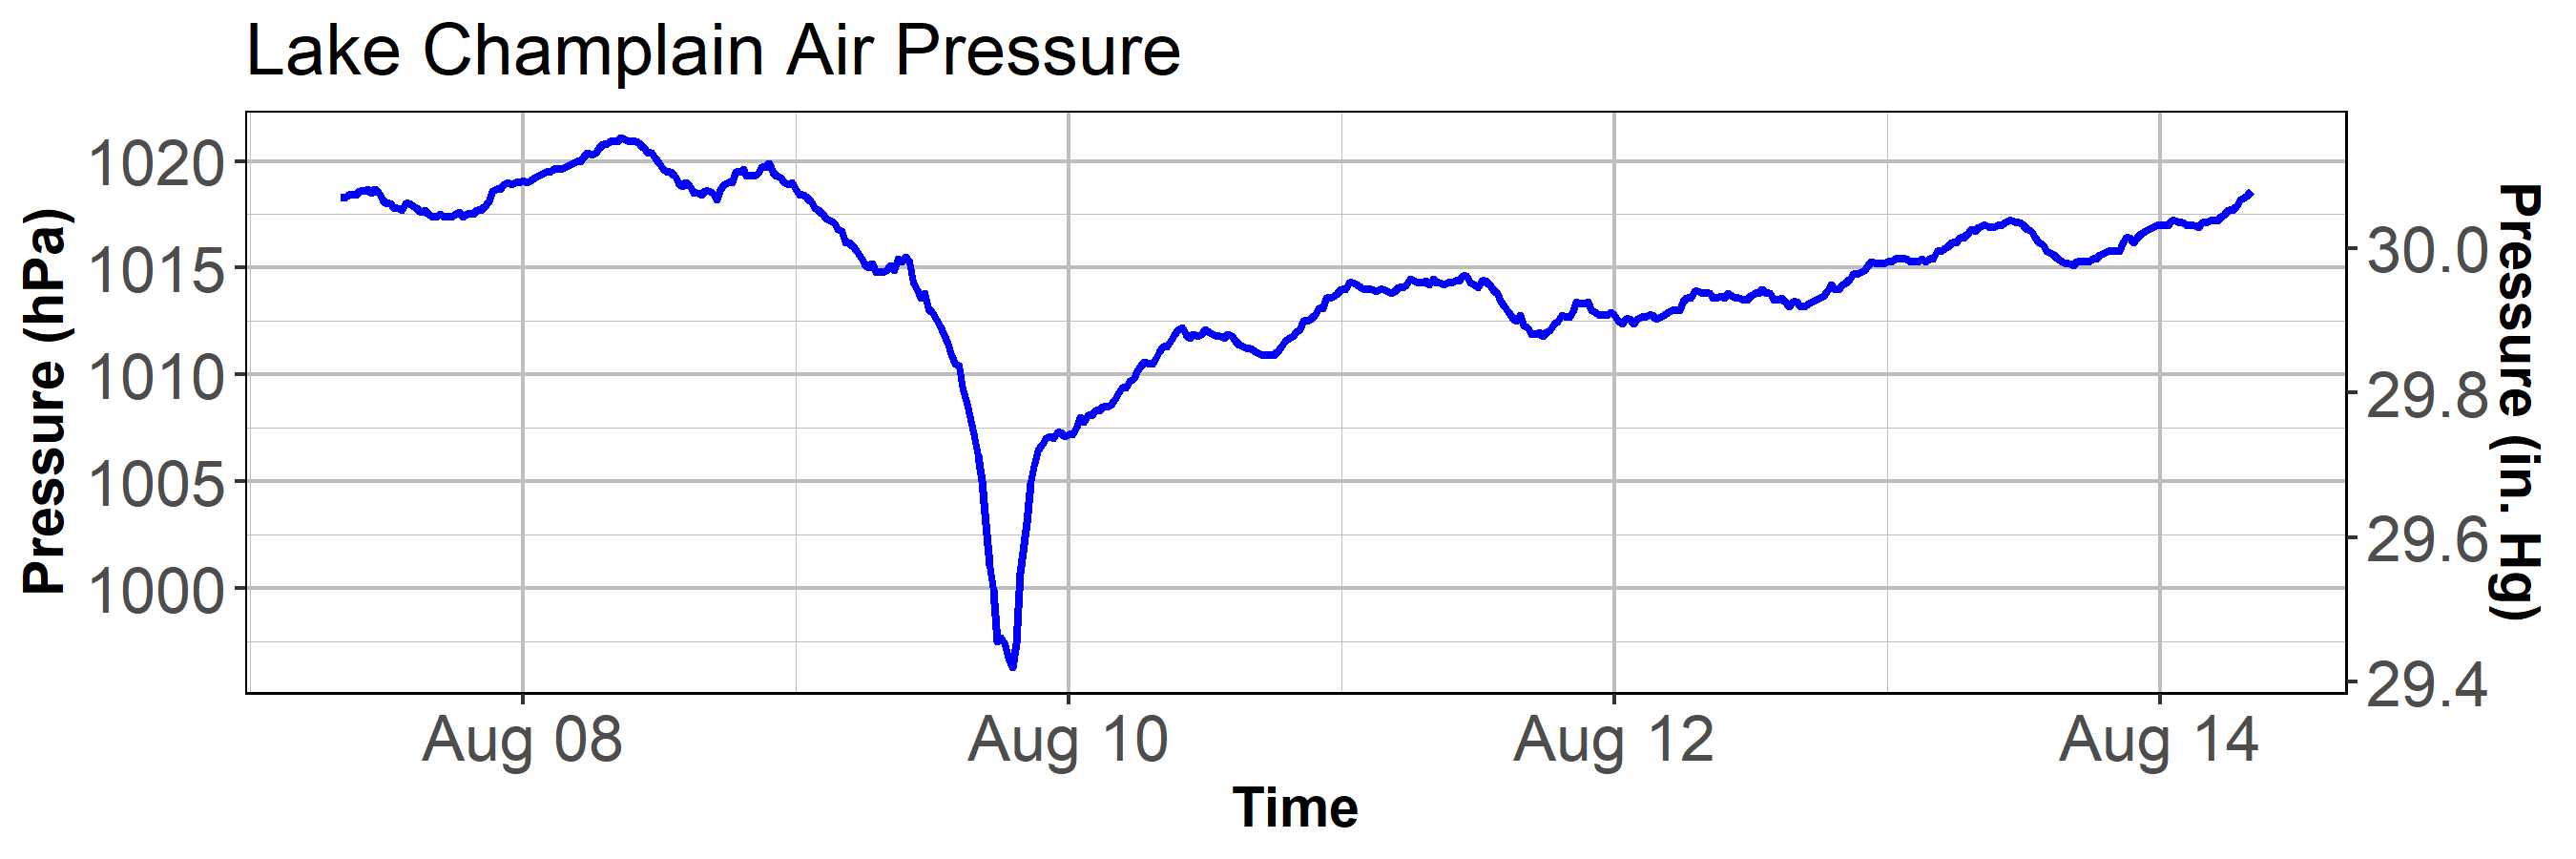 Lake Champlain Air Pressure
Pressure (hPa)
1020
1015
1010
1005
1000
30.0
29.8
29.6
29.4
Pressure (in. Hg)
Aug 08 Aug 10 Aug 12 Aug 14
Time